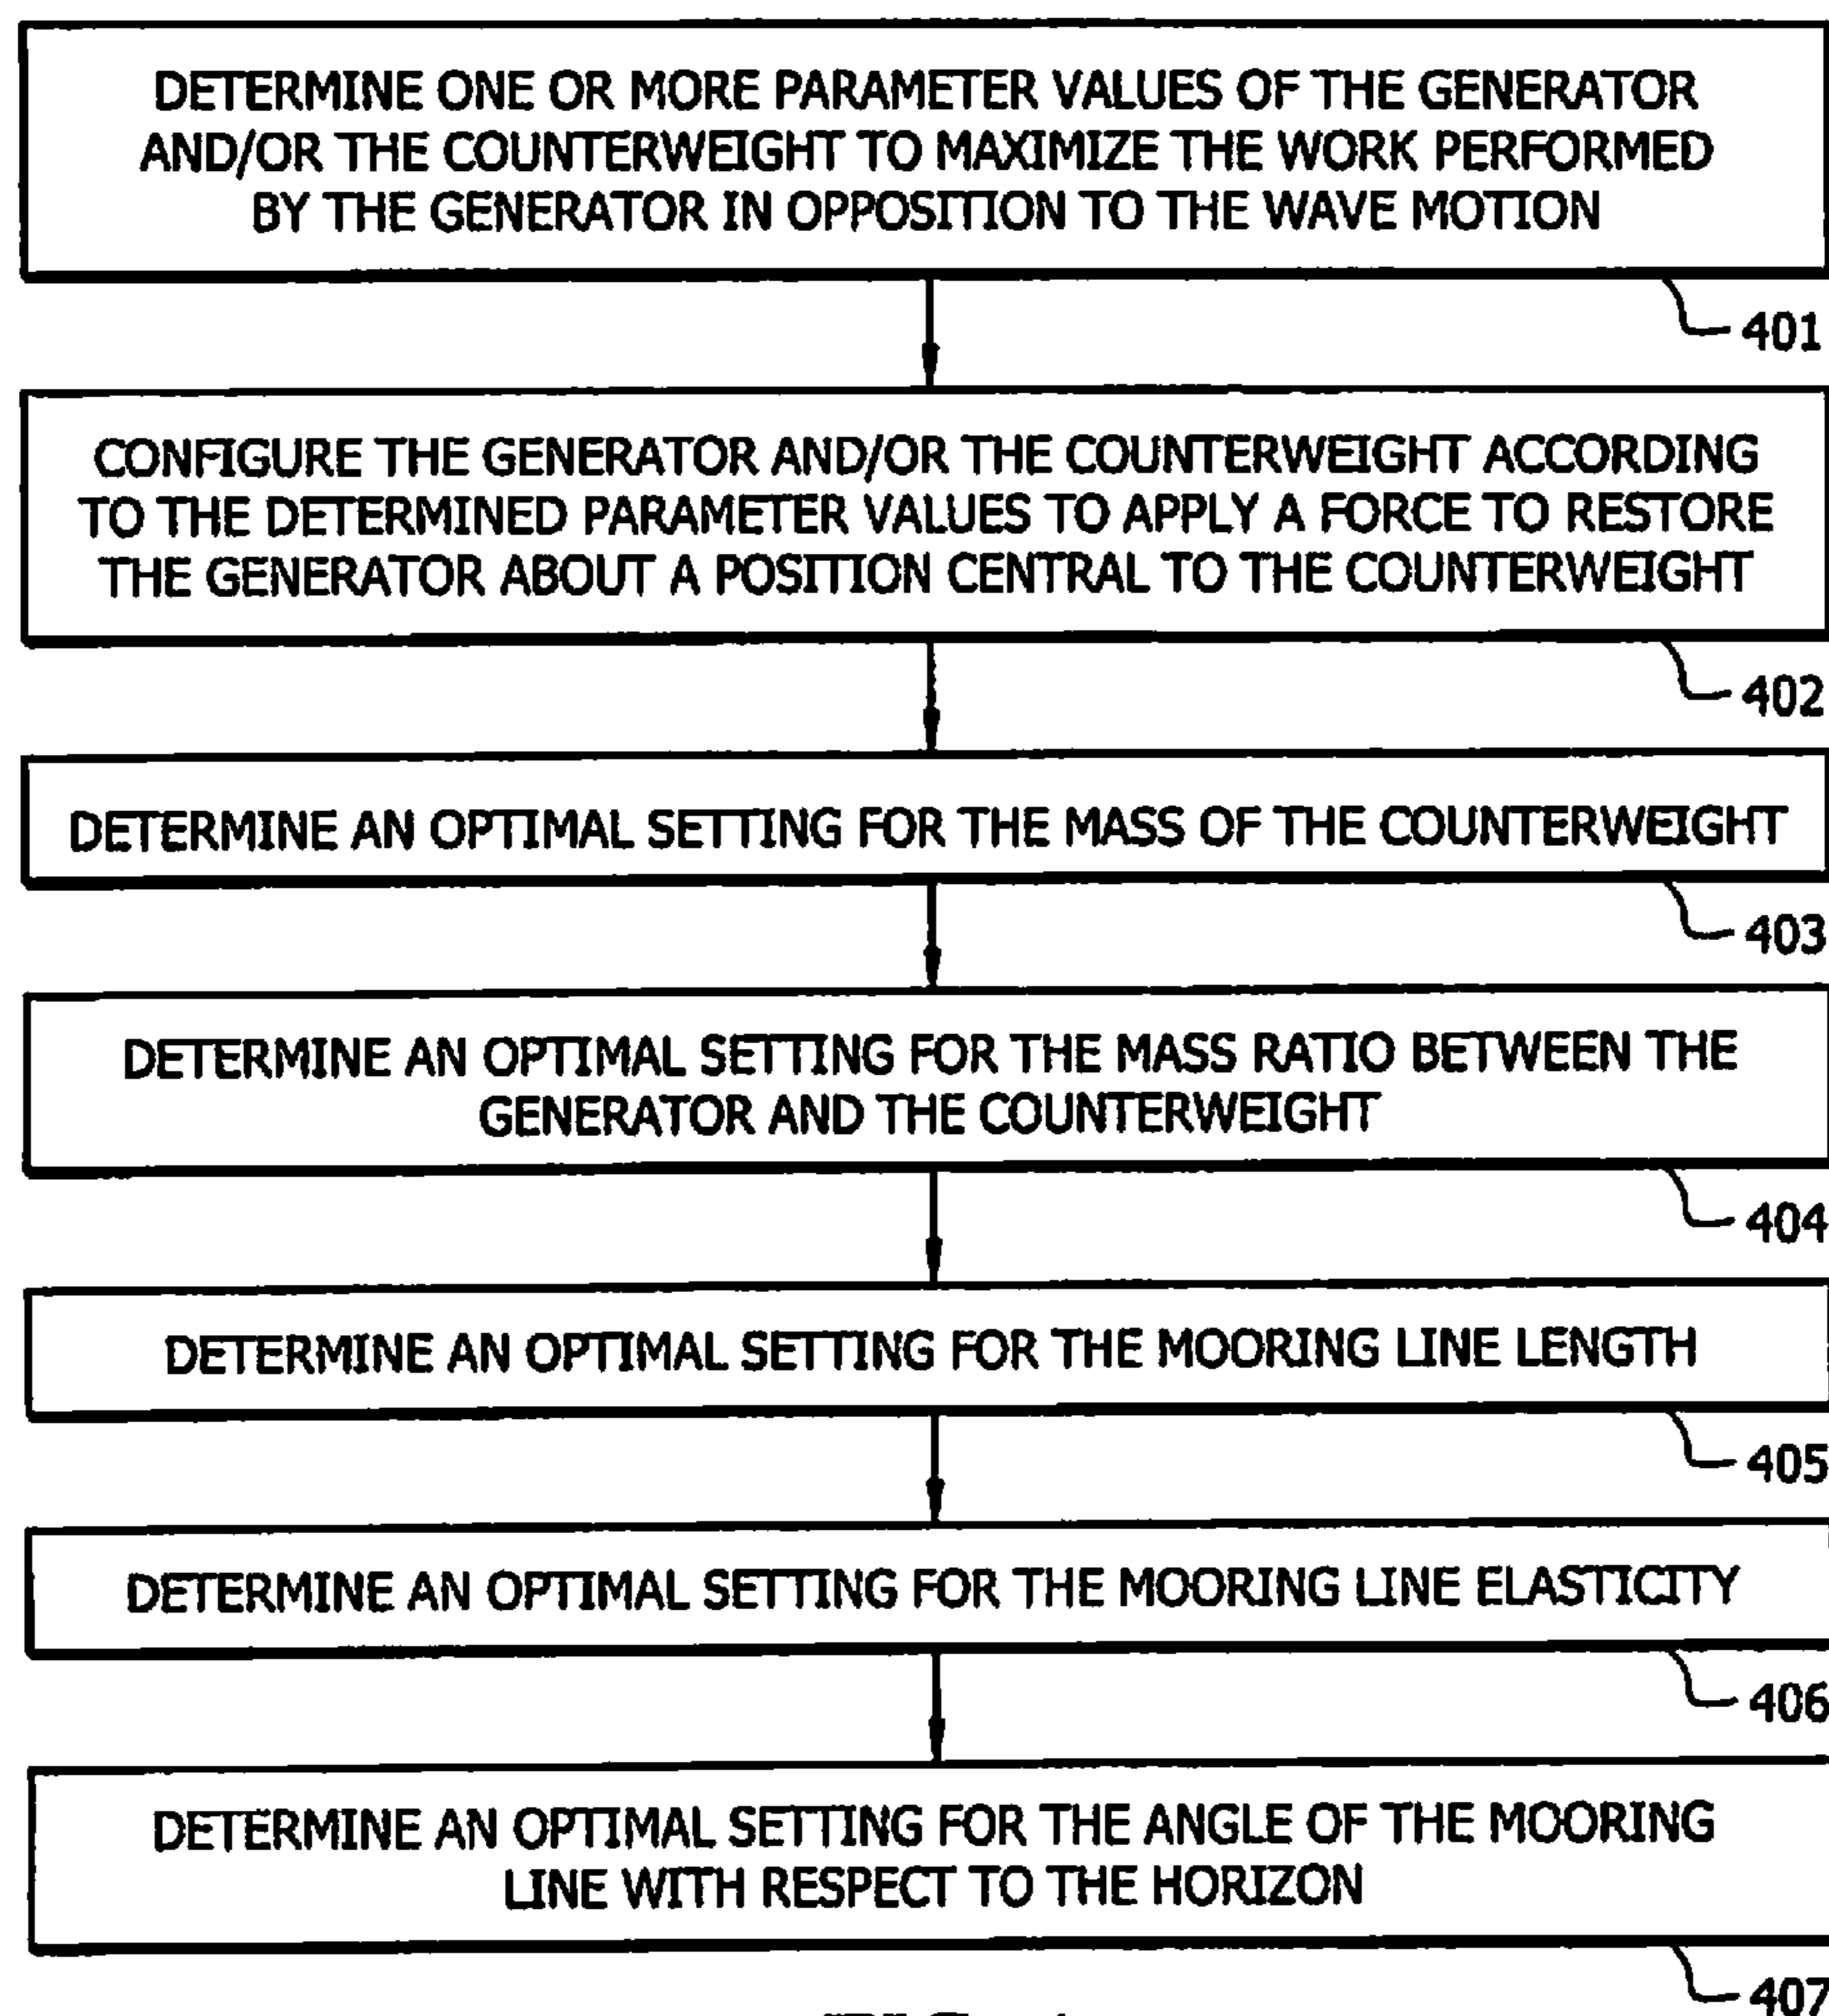 DETERMINE ONE OR MORE PARAMETER VALUES OF THE GENERATOR
AND/OR THE COUNTERWEIGHT TO MAXIMIZE THE WORK PERFORMED
BY THE GENERATOR IN OPPOSITION TO THE WAVE MOTION
401
CONFIGURE THE GENERATOR AND/OR THE COUNTERWEIGHT ACCORDING
TO THE DETERMINED PARAMETER VALUES TO APPLY A FORCE TO RESTORE
THE GENERATOR ABOUT A POSITION CENTRAL TO THE COUNTERWEIGHT
402
DETERMINE AN OPTIMAL SETTING FOR THE MASS OF THE COUNTERWEIGHT
403
DETERMINE AN OPTIMAL SETTING FOR THE MASS RATIO BETWEEN THE
GENERATOR AND THE COUNTERWEIGHT
404
DETERMINE AN OPTIMAL SETTING FOR THE MOORING LINE LENGTH
405
DETERMINE AN OPTIMAL SETTING FOR THE MOORING LINE ELASTICITY
406
DETERMINE AN OPTIMAL SETTING FOR THE ANGLE OF THE MOORING
LINE WITH RESPECT TO THE HORIZON
407